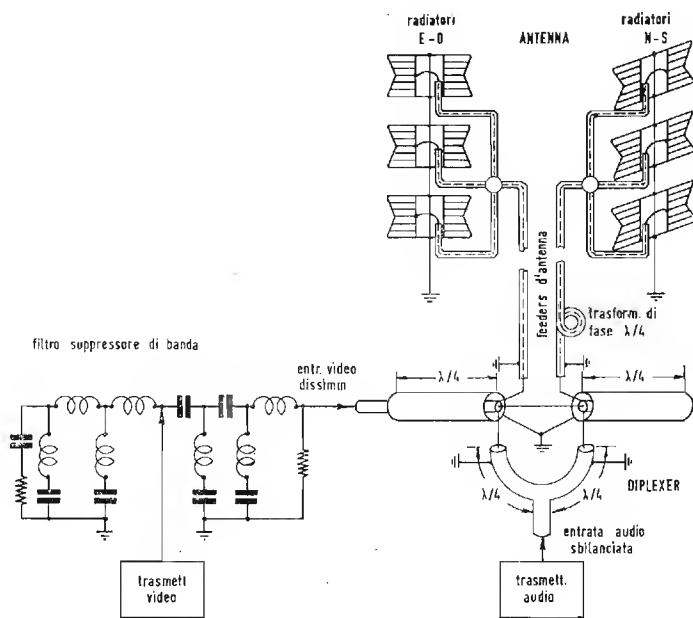 radiatori
E-O
ANTENNA
radiatori
N-S
feeders d'antenna
trasform. di
fase λ/4
filtro suppressore di banda
entr. video
dissimm
λ/4
λ/4
λ/4
λ/4
DIPLEXER
entrata audio
sbilanciata
trasmett
video
trasmett.
audio